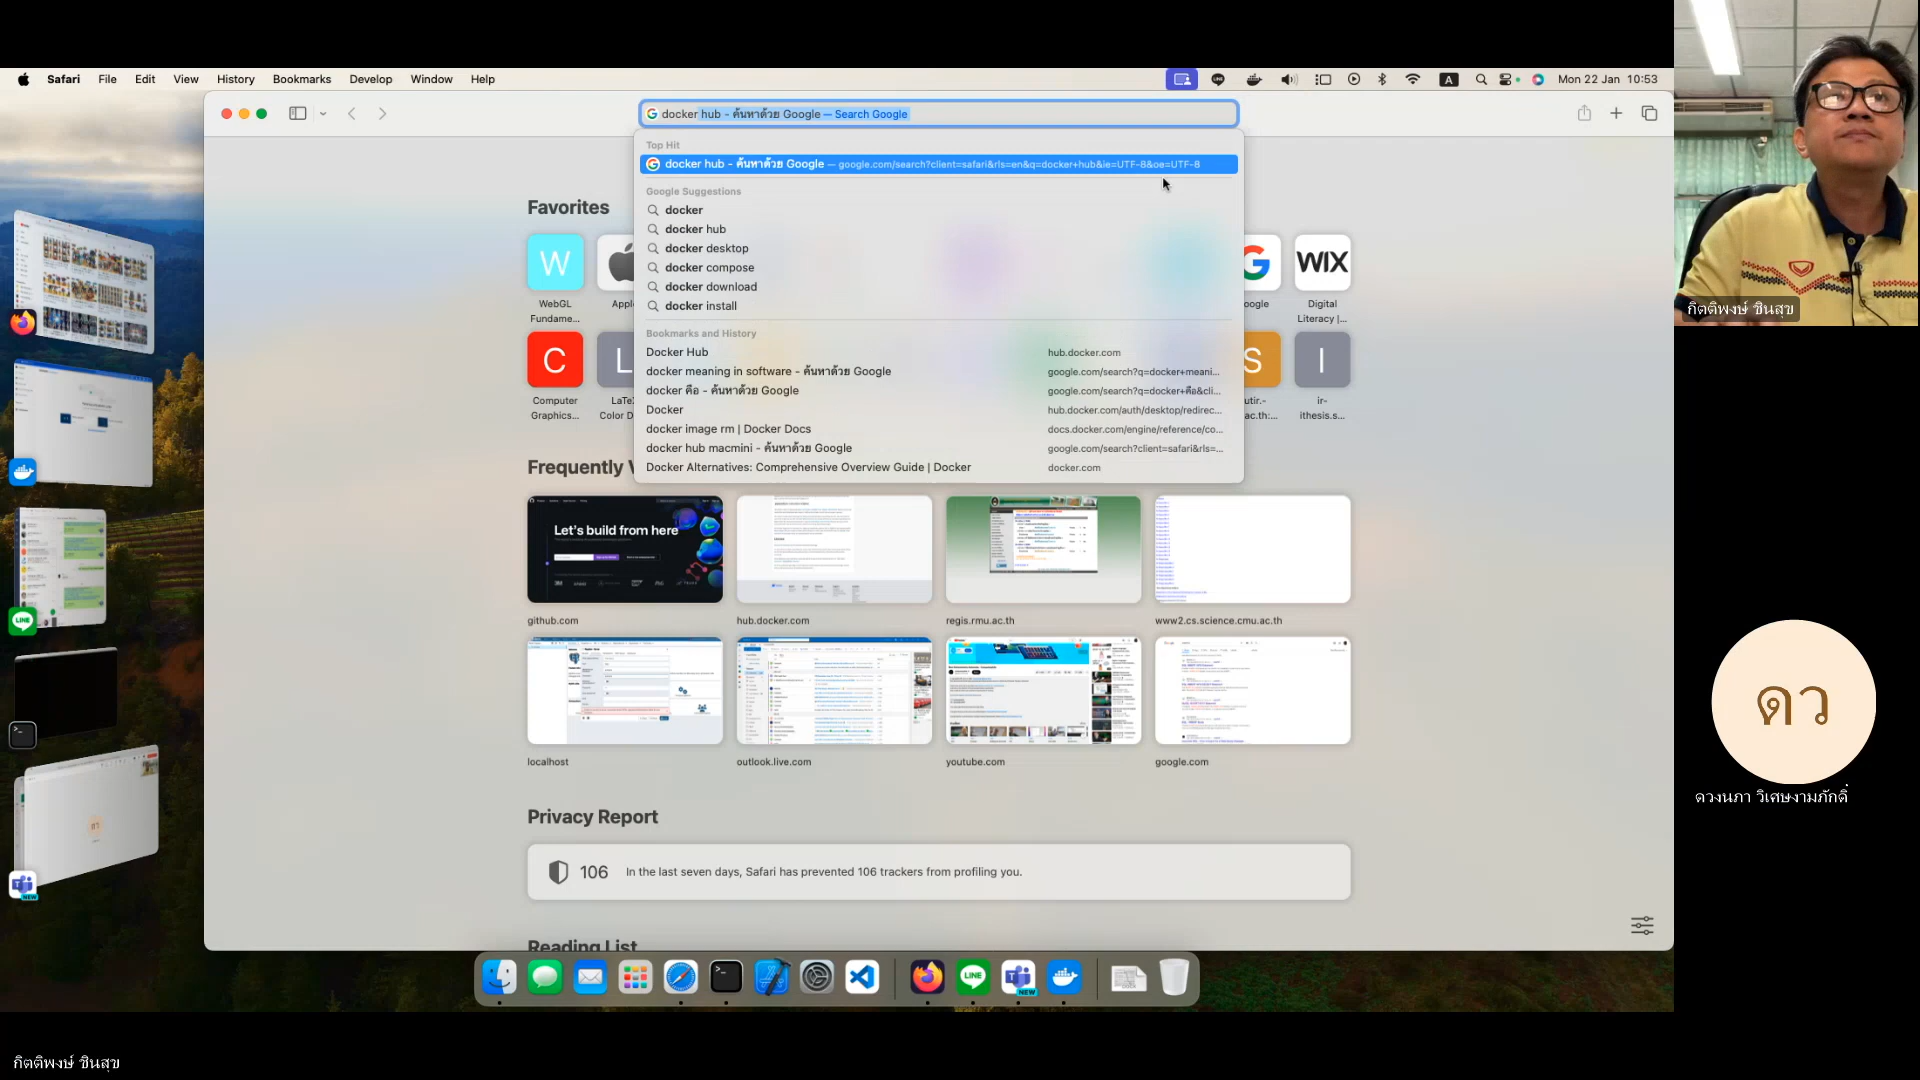 Safari File Edit View History Bookmarks Develop Window Help
A
Mon 22 Jan 10:53
docker hub - ค้นหาด้วย Google — Search Google
Top Hit
docker hub - ค้นหาด้วย Google — google.com/search?client=safari&rls=en&q=docker+hub&ie=UTF-8&oe=UTF-8
Google Suggestions
docker
docker hub
docker desktop
docker compose
docker download
docker install
Bookmarks and History
Docker Hub hub.docker.com
docker meaning in software - ค้นหาด้วย Google google.com/search?q=docker+meani...
docker คือ - ค้นหาด้วย Google google.com/search?q=docker+คือ&cli...
Docker hub.docker.com/auth/desktop/redirec...
docker image rm | Docker Docs docs.docker.com/engine/reference/co...
docker hub macmini - ค้นหาด้วย Google google.com/search?client=safari&rls=...
Docker Alternatives: Comprehensive Overview Guide | Docker docker.com
Favorites
W
WIX
WebGL
Fundame...
Appl
ogle
Digital
Literacy |...
C
L
S
I
Computer
Graphics...
LaTe
Color D
utir.-
ac.th:...
ir-
ithesis.s...
Frequently V
Let's build from here
github.com
hub.docker.com
regis.rmu.ac.th
www2.cs.science.cmu.ac.th
localhost
outlook.live.com
youtube.com
google.com
Privacy Report
106
In the last seven days, Safari has prevented 106 trackers from profiling you.
Reading List
LINE
NEW
LINE
NEW
กิตติพงษ์ ชินสุข
ดว
ดวงนภา วิเศษงามภักดิ์
กิตติพงษ์ ชินสุข